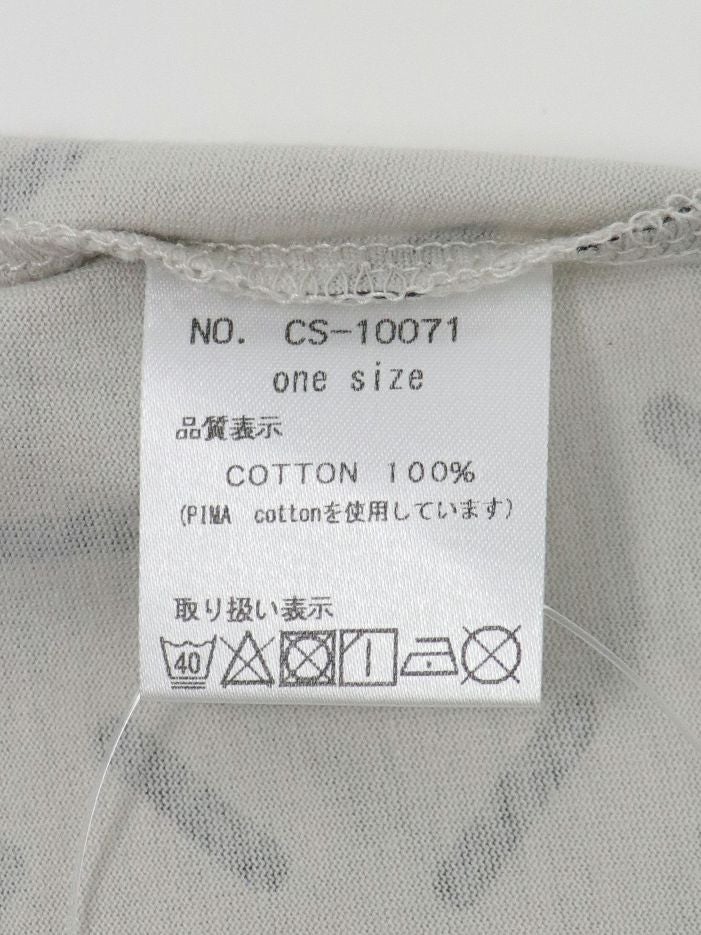 NO. CS-10071
one size
品質表示
COTTON 100%
(PIMA cottonを使用しています)
取り扱い表示
40